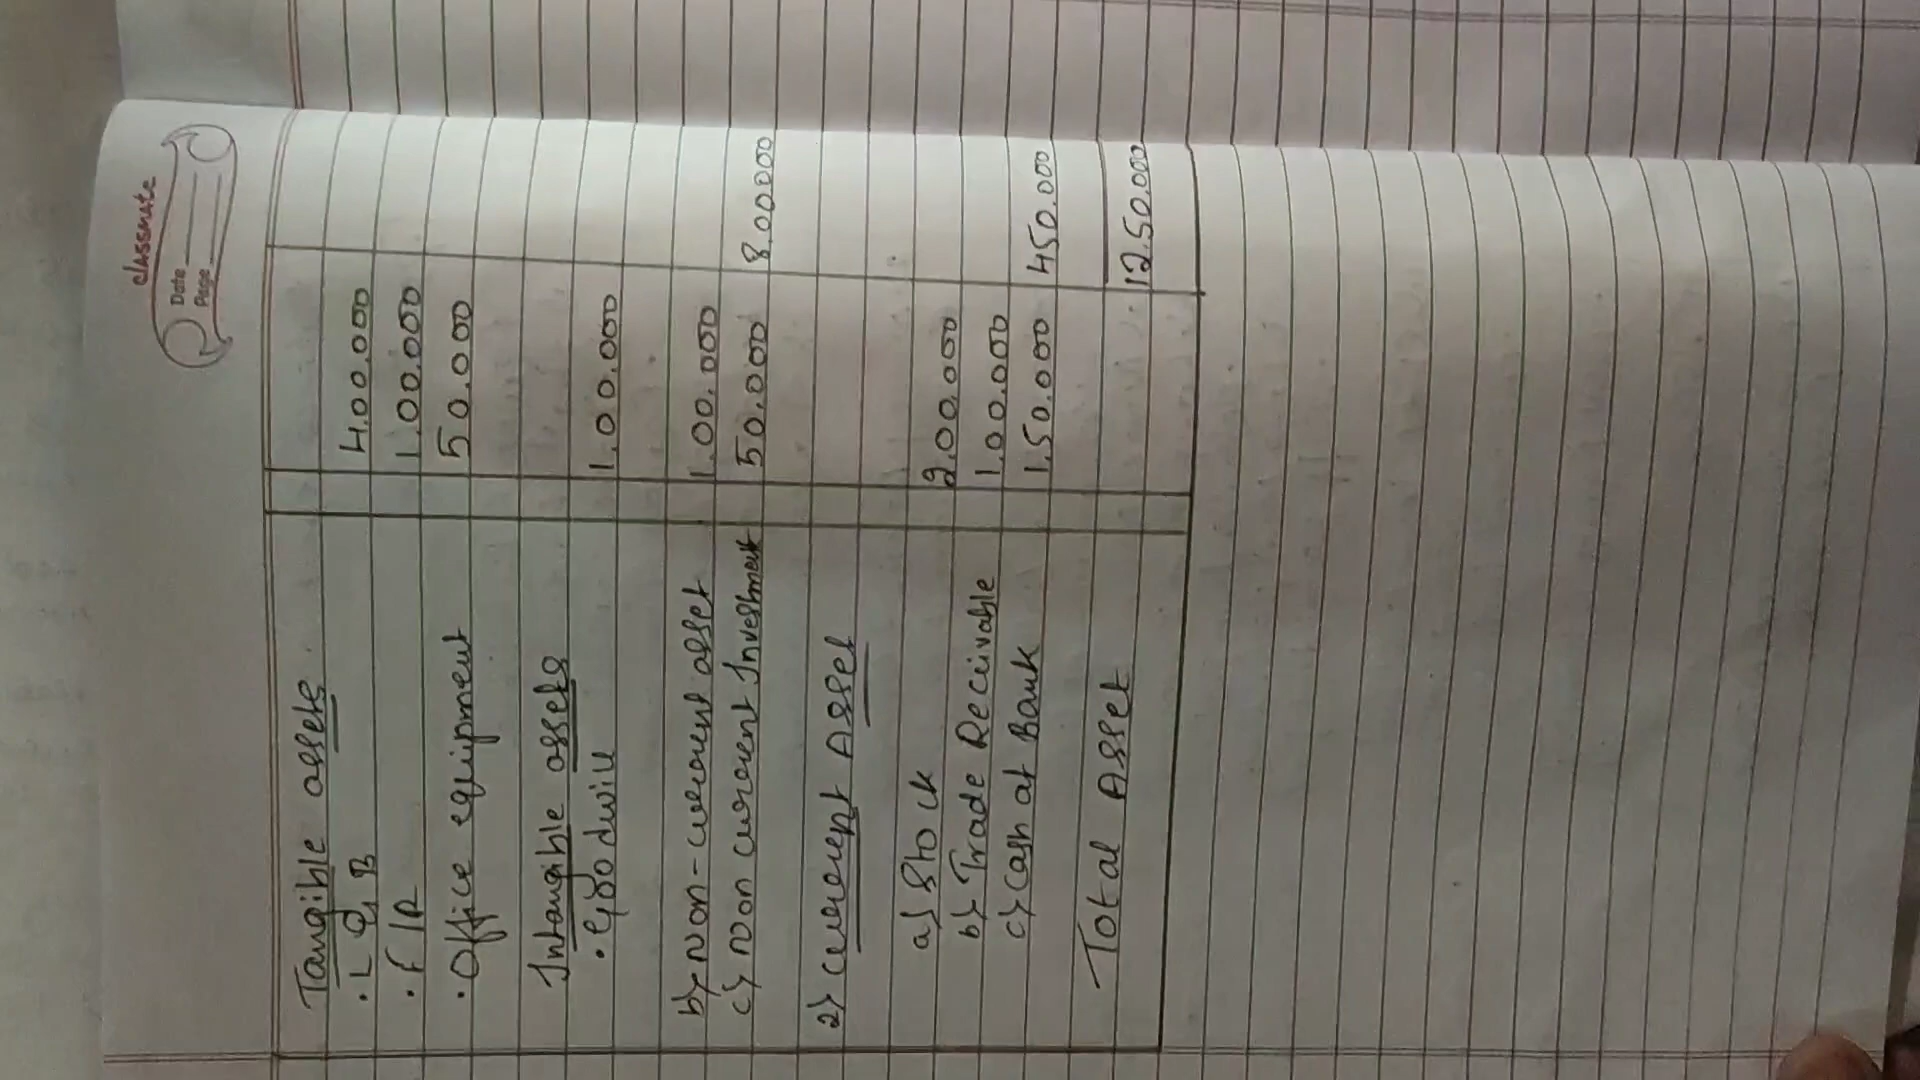 classmate
Date
Page
Tangible assets
• L & B 4,00,000
• F/R 1,00,000
• Office equipment 50,000
Intangible assets
• Goodwill 1,00,000
b) Non-current asset 1,00,000
c) Non current Investment 50,000 8,00,000
2) Current Asset
a) Stock 2,00,000
b) Trade Recivable 1,00,000
c) Cash at Bank 1,50,000 450,000
Total Asset 12,50,000